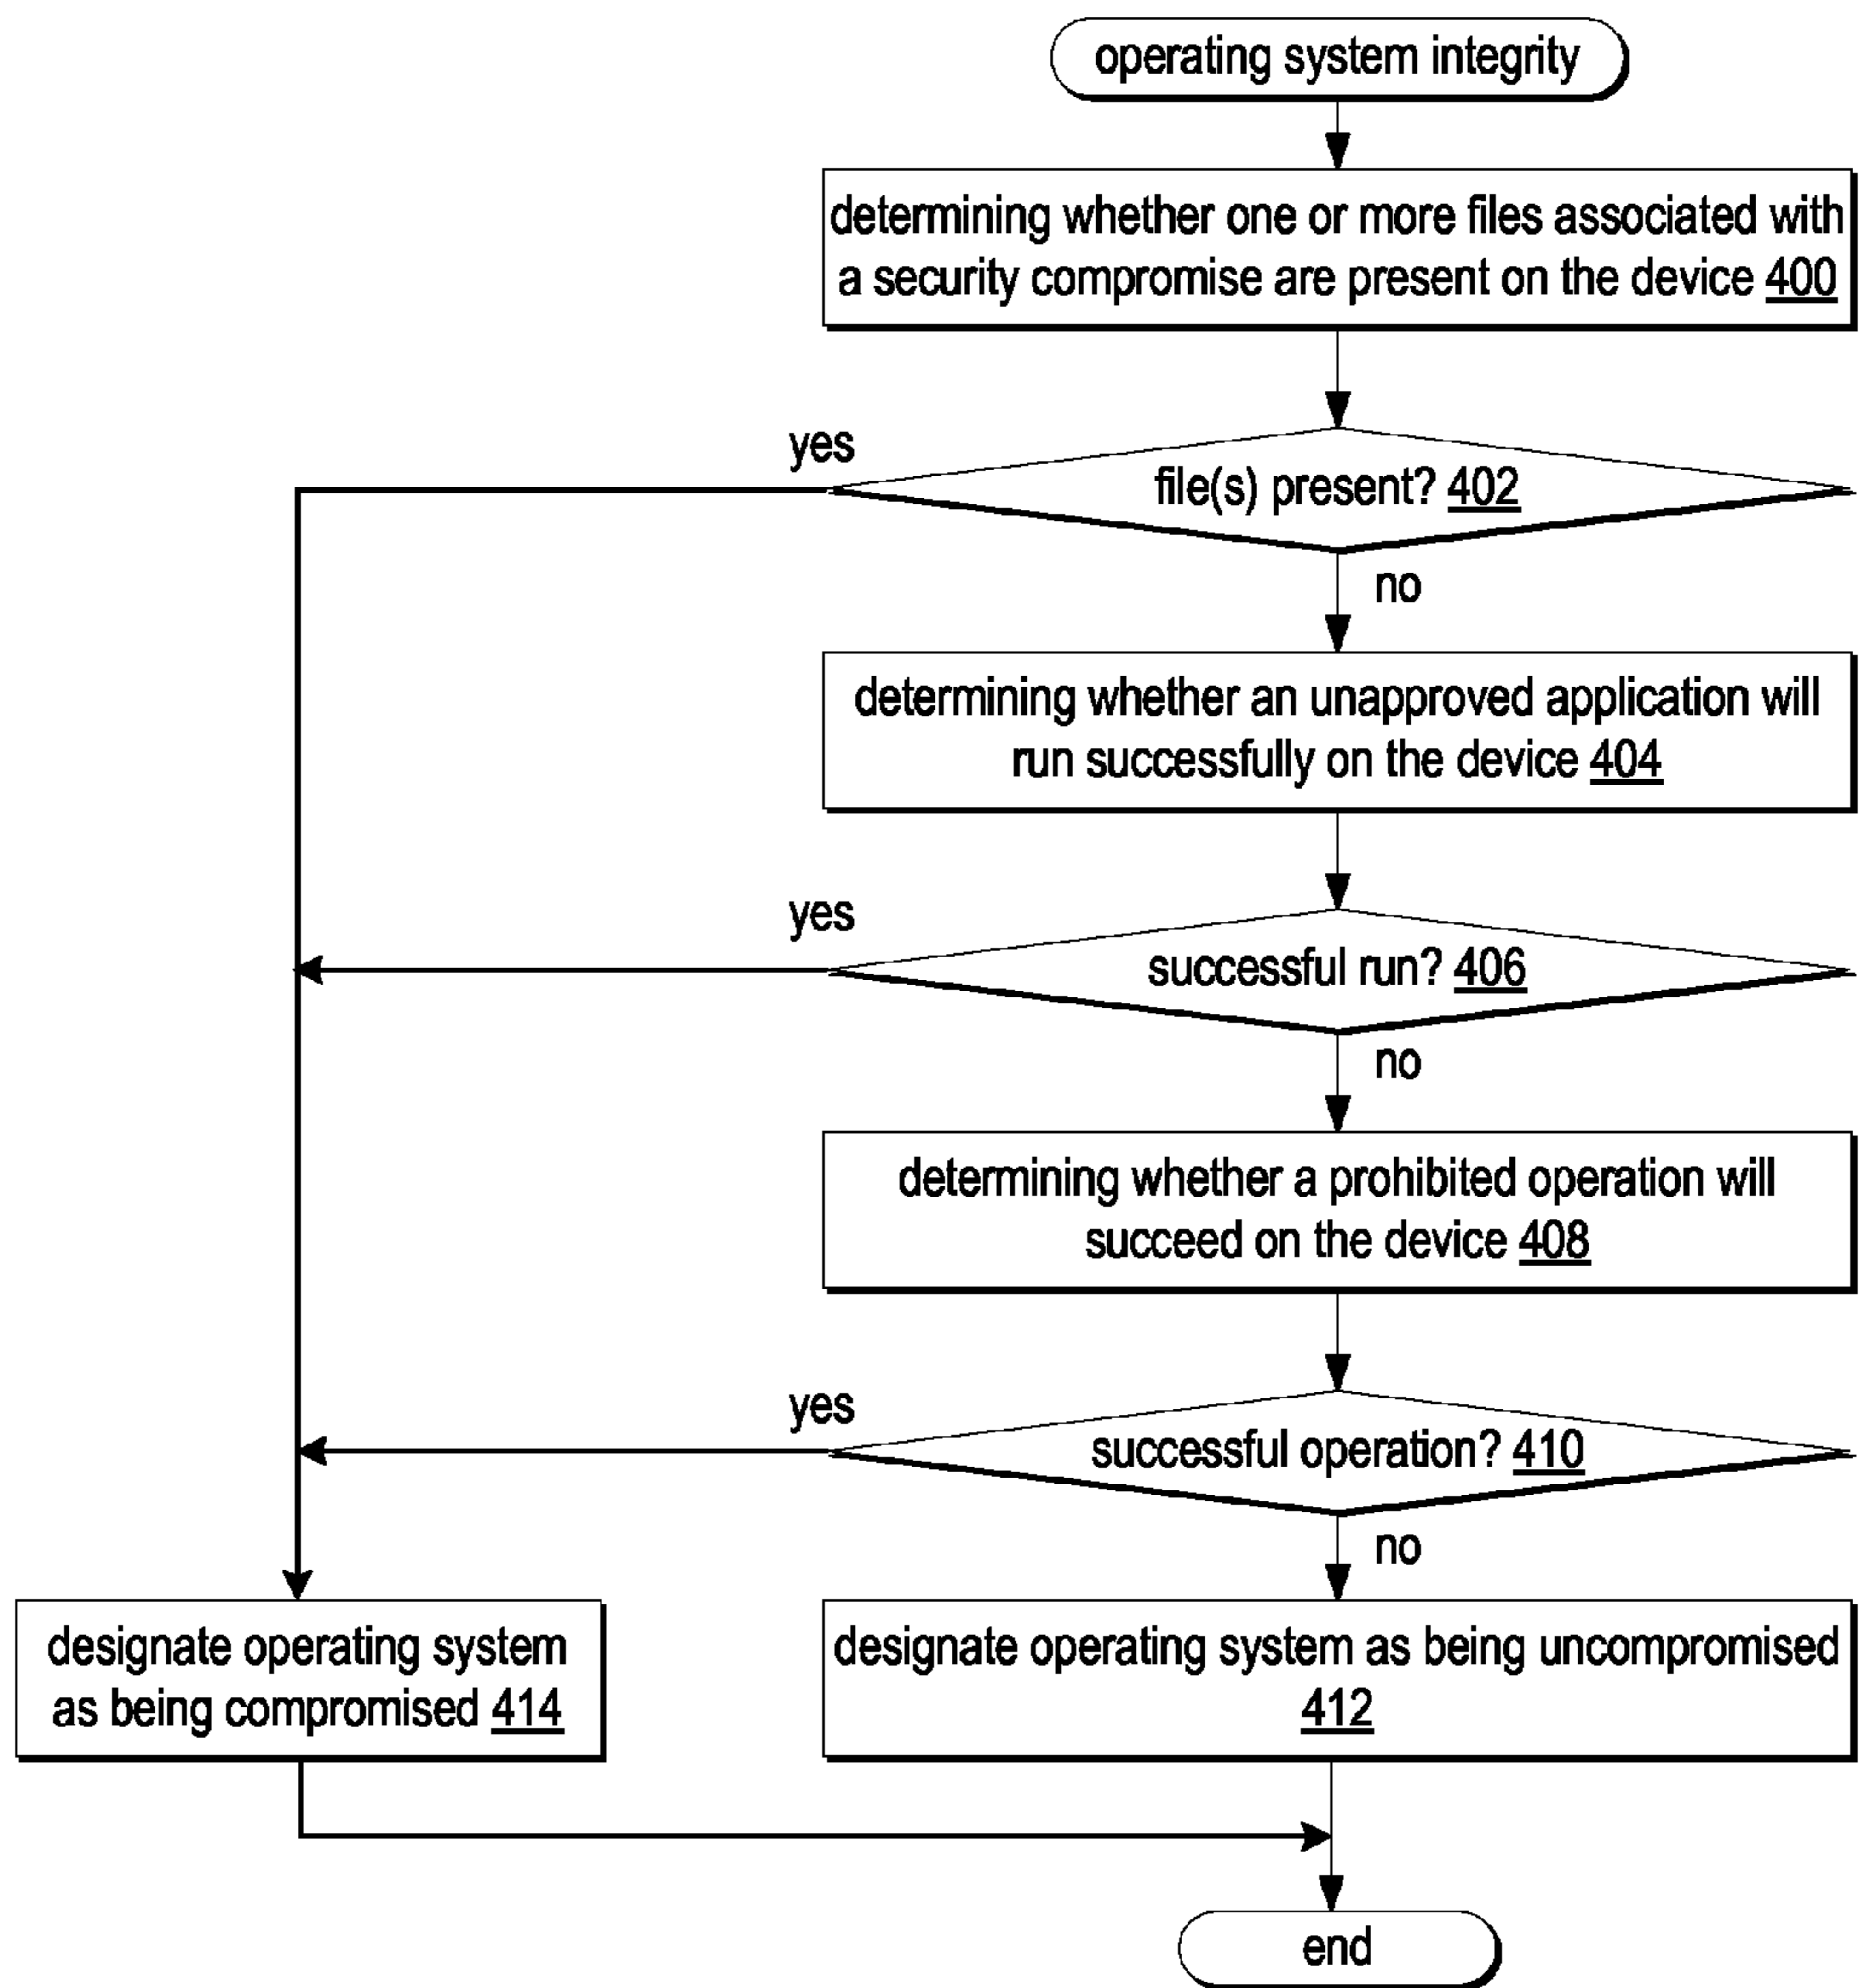 operating system integrity
determining whether one or more files associated with
a security compromise are present on the device 400
yes
file(s) present? 402
no
determining whether an unapproved application will
run successfully on the device 404
yes
successful run? 406
no
determining whether a prohibited operation will
succeed on the device 408
yes
successful operation? 410
no
designate operating system
as being compromised 414
designate operating system as being uncompromised
412
end